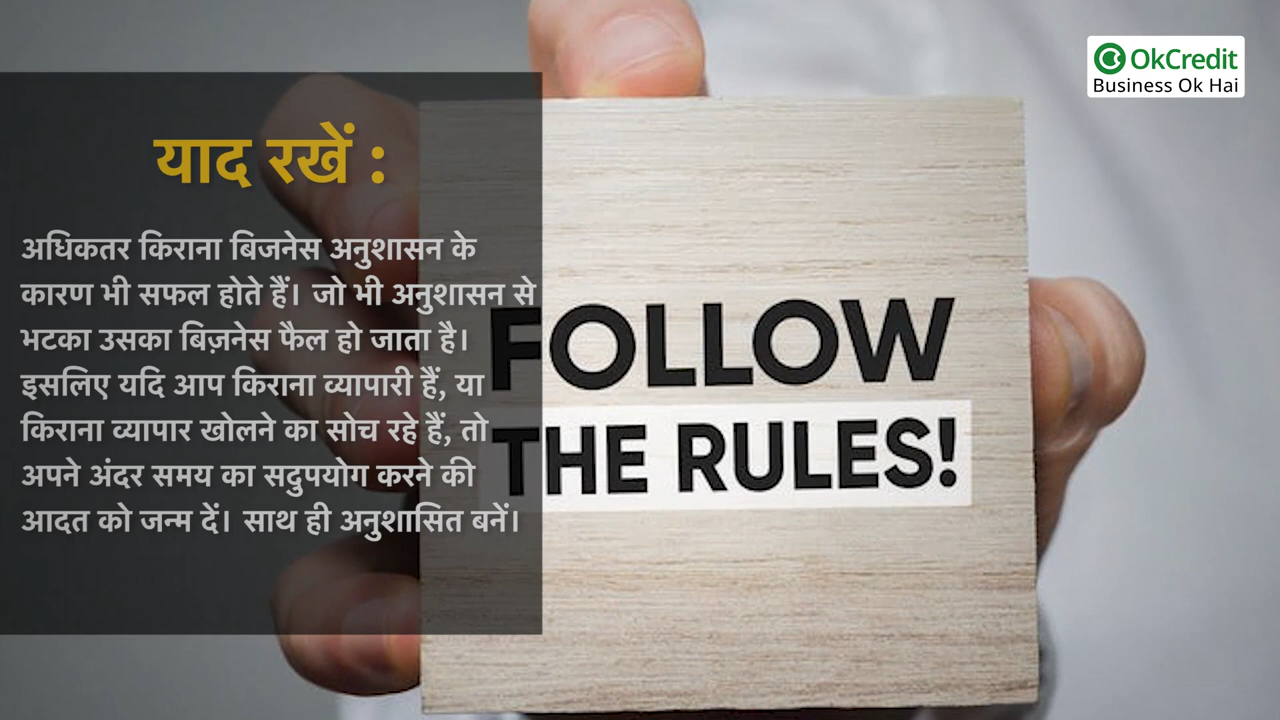 OkCredit
Business Ok Hai
याद रखें :
अधिकतर किराना बिजनेस अनुशासन के
कारण भी सफल होते हैं। जो भी अनुशासन से
भटका उसका बिज़नेस फैल हो जाता है।
इसलिए यदि आप किराना व्यापारी हैं, या
किराना व्यापार खोलने का सोच रहे हैं, तो
अपने अंदर समय का सदुपयोग करने की
आदत को जन्म दें। साथ ही अनुशासित बनें।
FOLLOW
THE RULES!